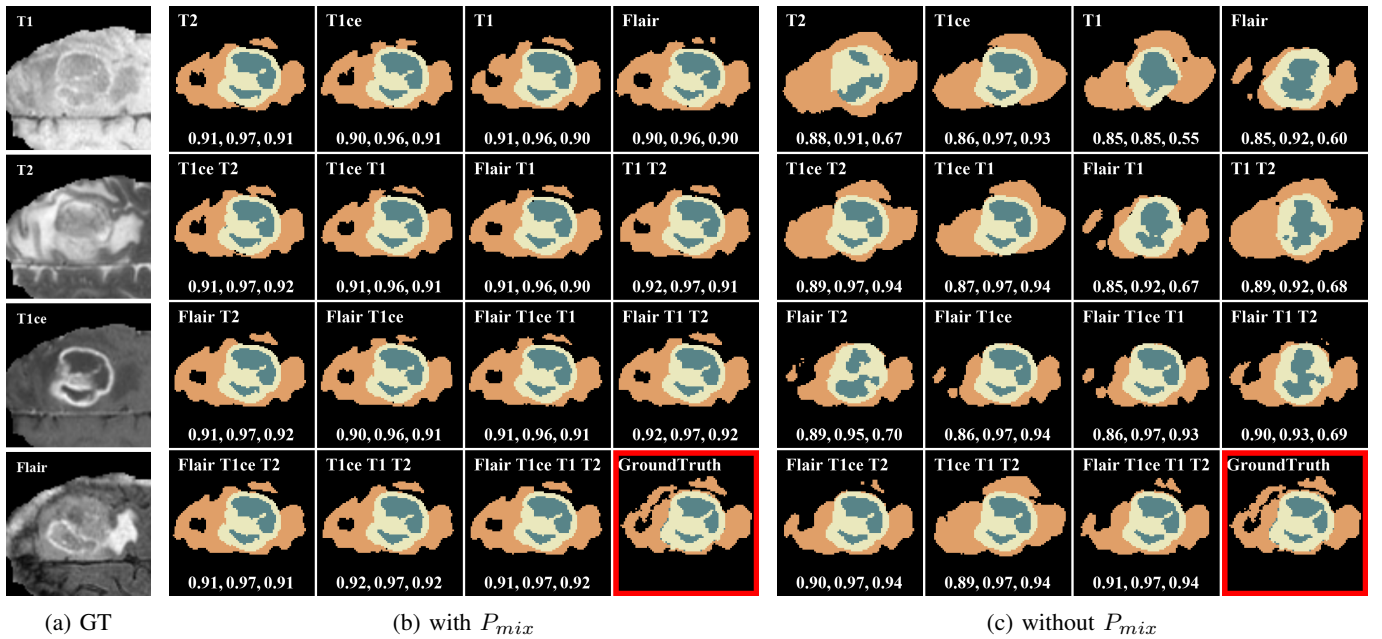 T1
T2
T1ce
Flair
(a) GT
T2 T1ce T1 Flair
0.91, 0.97, 0.91 0.90, 0.96, 0.91 0.91, 0.96, 0.90 0.90, 0.96, 0.90
T1ce T2 T1ce T1 Flair T1 T1 T2
0.91, 0.97, 0.92 0.91, 0.96, 0.91 0.91, 0.96, 0.90 0.92, 0.97, 0.91
Flair T2 Flair T1ce Flair T1ce T1 Flair T1 T2
0.91, 0.97, 0.92 0.90, 0.96, 0.91 0.91, 0.96, 0.91 0.92, 0.97, 0.92
Flair T1ce T2 T1ce T1 T2 Flair T1ce T1 T2 GroundTruth
0.91, 0.97, 0.91 0.92, 0.97, 0.92 0.91, 0.97, 0.92
(b) with P_{mix}
T2 T1ce T1 Flair
0.88, 0.91, 0.67 0.86, 0.97, 0.93 0.85, 0.85, 0.55 0.85, 0.92, 0.60
T1ce T2 T1ce T1 Flair T1 T1 T2
0.89, 0.97, 0.94 0.87, 0.97, 0.94 0.85, 0.92, 0.67 0.89, 0.92, 0.68
Flair T2 Flair T1ce Flair T1ce T1 Flair T1 T2
0.89, 0.95, 0.70 0.86, 0.97, 0.94 0.86, 0.97, 0.93 0.90, 0.93, 0.69
Flair T1ce T2 T1ce T1 T2 Flair T1ce T1 T2 GroundTruth
0.90, 0.97, 0.94 0.89, 0.97, 0.94 0.91, 0.97, 0.94
(c) without P_{mix}